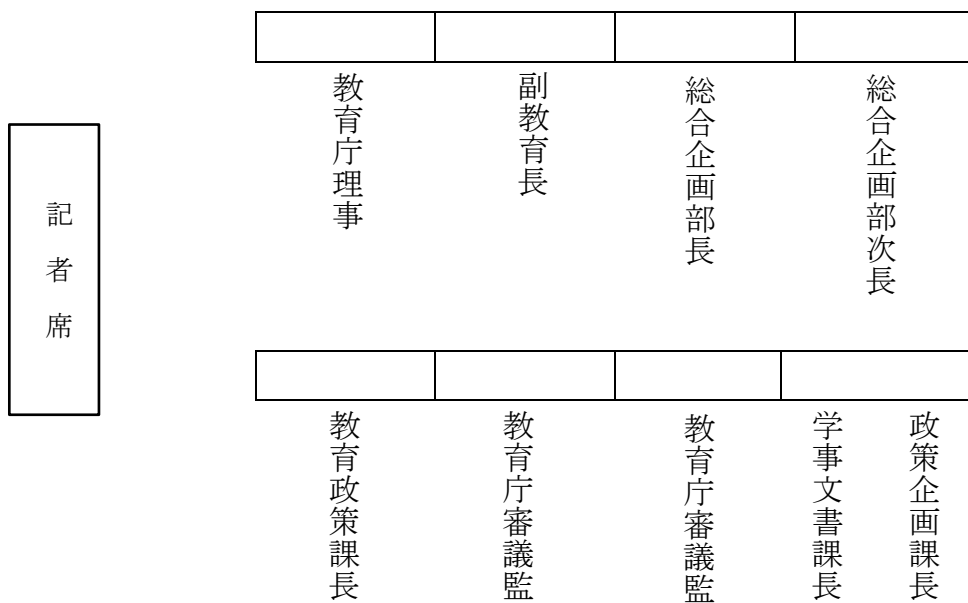 総合企画部次長
総合企画部長
副教育長
教育庁理事
記者席
政策企画課長
学事文書課長
教育庁審議監
教育庁審議監
教育政策課長